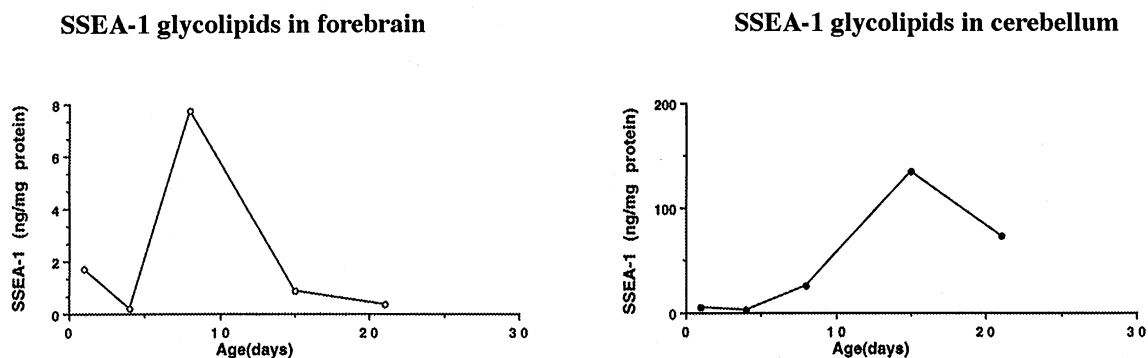 SSEA-1 glycolipids in forebrain
SSEA-1 (ng/mg protein)
8
6
4
2
0
0
10
20
30
Age(days)
SSEA-1 glycolipids in cerebellum
SSEA-1 (ng/mg protein)
200
100
0
0
10
20
30
Age(days)